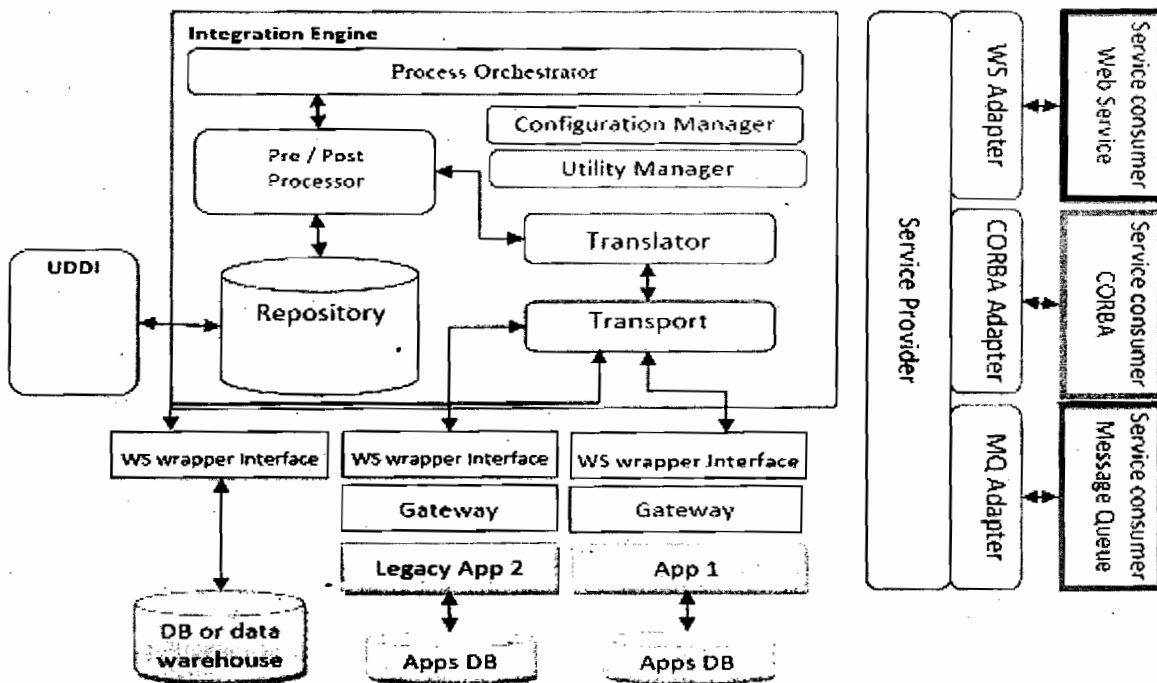 Integration Engine
Process Orchestrator
Configuration Manager
Pre / Post
Processor
Utility Manager
Translator
UDDI
Repository
Transport
WS wrapper Interface
WS wrapper Interface
WS wrapper Interface
Gateway
Gateway
Legacy App 2
App 1
DB or data
warehouse
Apps DB
Apps DB
Service Provider
WS Adapter
CORBA Adapter
MQ Adapter
Service consumer
Web Service
Service consumer
CORBA
Service consumer
Message Queue